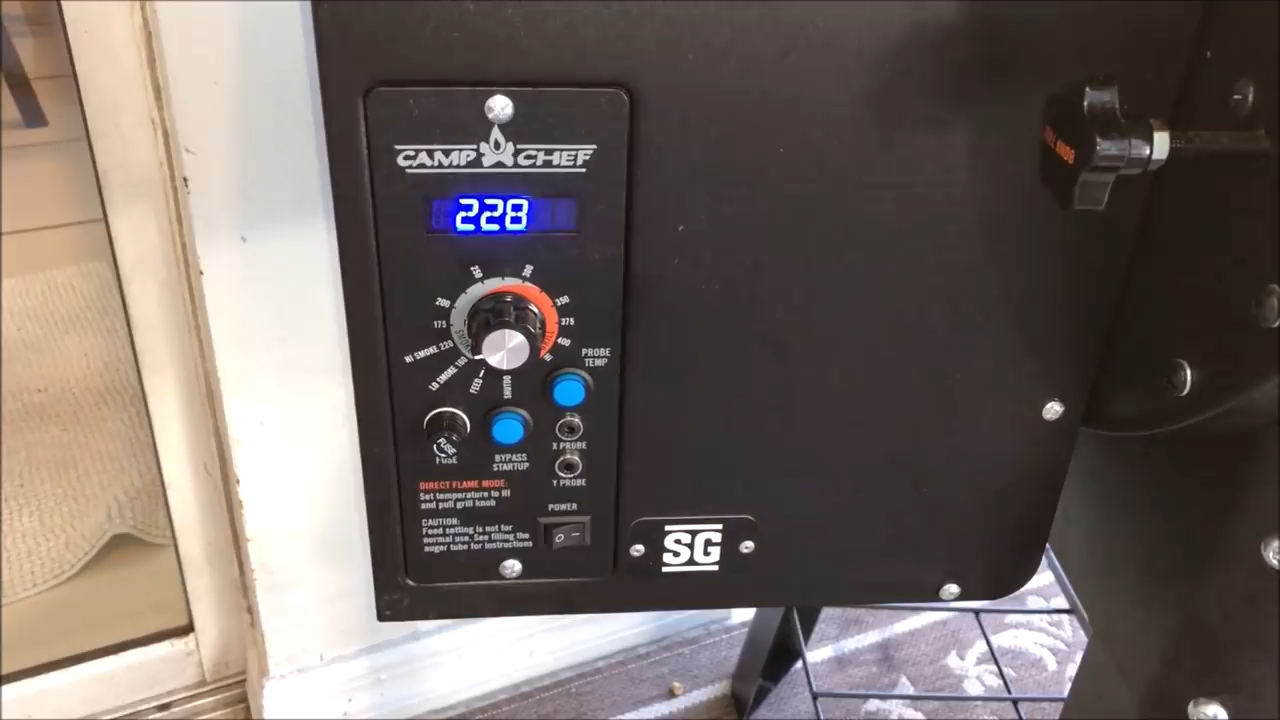 CAMP CHEF
228
250 300
200 350
175 375
HI SMOKE 220 400
LO SMOKE 160 HI
FEED
PROBE
TEMP
FUSE
FUSE
BYPASS
STARTUP
X PROBE
Y PROBE
DIRECT FLAME MODE:
Set temperature to HI
and pull grill knob
POWER
CAUTION:
Feed setting is not for
normal use. See filling the
auger tube for instructions
SG
KNOB